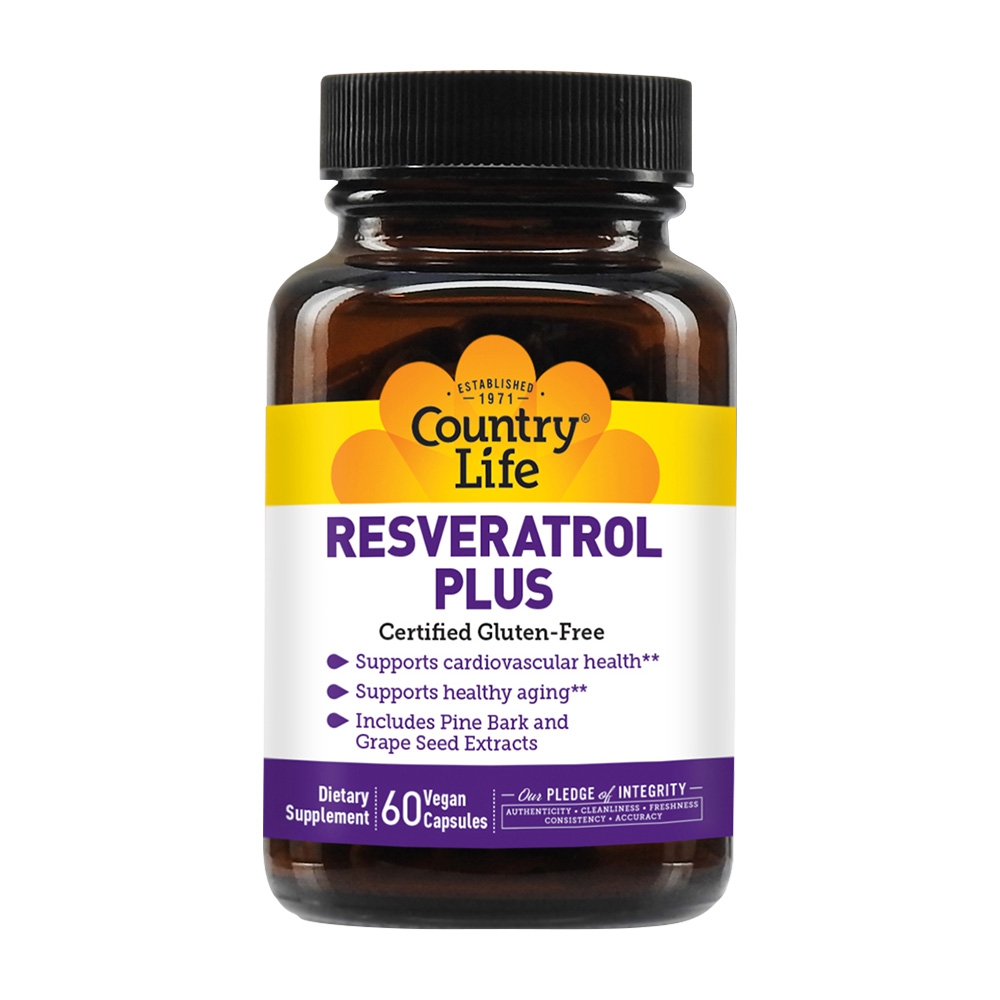 • ESTABLISHED •
— 1971 —
Country®
Life
RESVERATROL
PLUS
Certified Gluten-Free
Supports cardiovascular health**
Supports healthy aging**
Includes Pine Bark and
Grape Seed Extracts
Dietary
Supplement
60 Vegan
Capsules
— Our PLEDGE of INTEGRITY —
AUTHENTICITY • CLEANLINESS • FRESHNESS
CONSISTENCY • ACCURACY